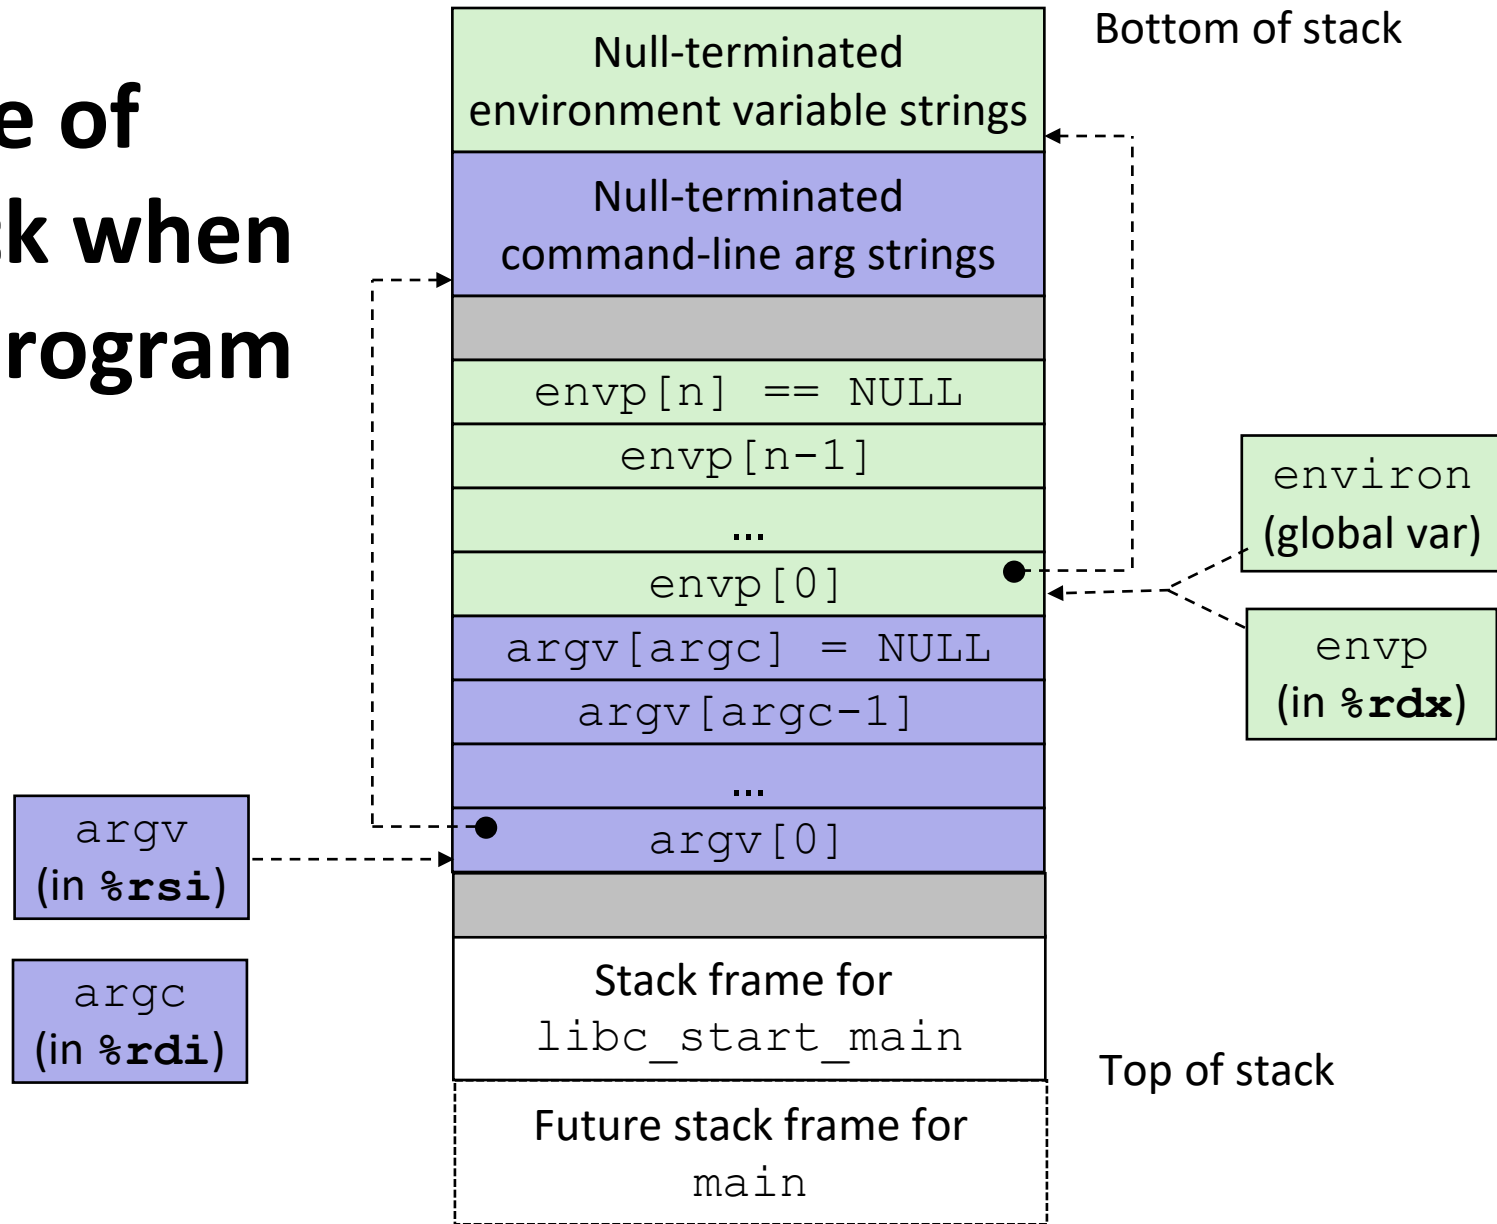 e of
k when
rogram
Bottom of stack
Null-terminated
environment variable strings
Null-terminated
command-line arg strings
envp[n] == NULL
envp[n-1]
...
envp[0]
argv[argc] = NULL
argv[argc-1]
...
argv[0]
environ
(global var)
envp
(in %rdx)
argv
(in %rsi)
argc
(in %rdi)
Stack frame for
libc_start_main
Top of stack
Future stack frame for
main